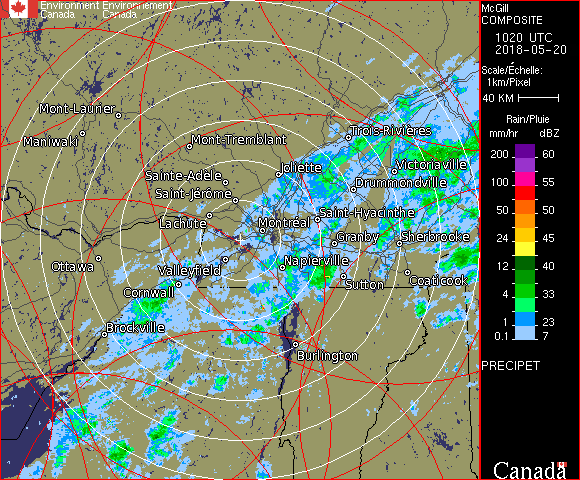 Environment Environnement
Canada Canada
McGill
COMPOSITE
1020 UTC
2018-05-20
Scale/Échelle:
1km/Pixel
40 KM
Rain/Pluie
mm/hr dBZ
200 60
100 55
50 50
24 45
12 40
4 33
1 23
0.1 7
PRECIPET
Canada
Mont-Laurier
Maniwaki
Mont-Tremblant
Trois-Rivières
Sainte-Adèle
Joliette
Victoriaville
Saint-Jérôme
Drummondville
Lachute
Montréal
Saint-Hyacinthe
Granby
Sherbrooke
Ottawa
Valleyfield
Napierville
Cornwall
Sutton
Coaticook
Brockville
Burlington